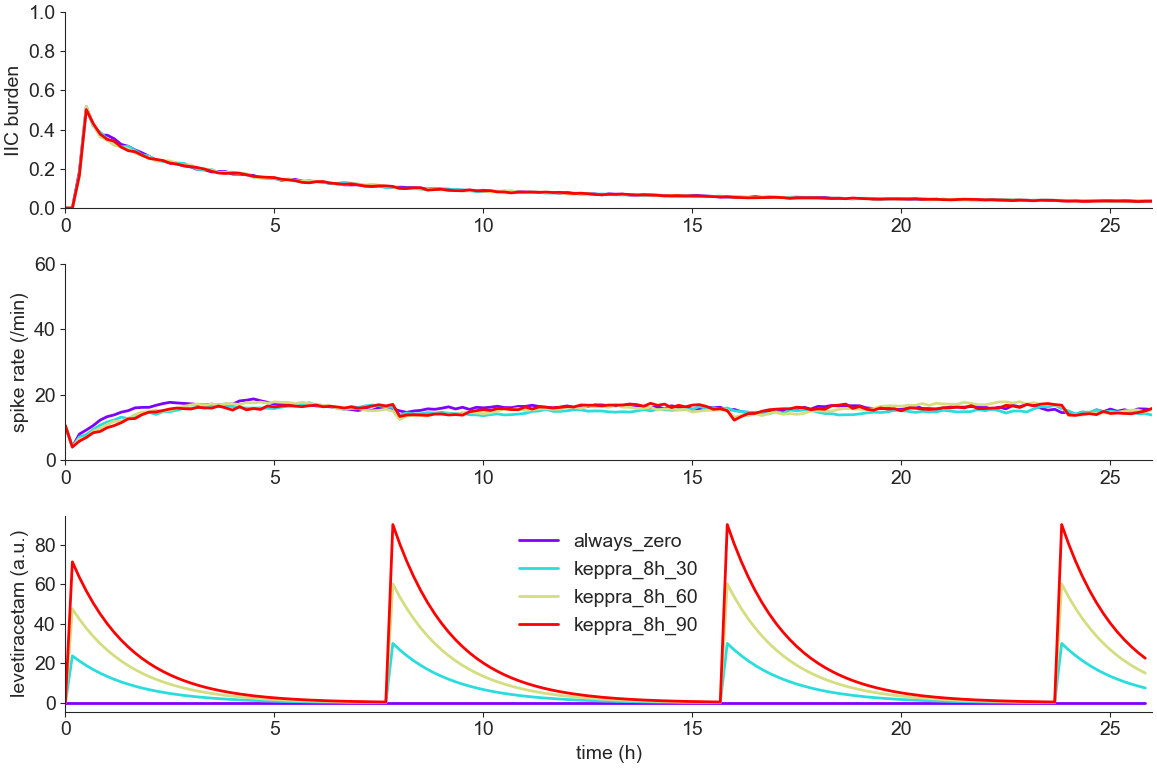 1.0
0.8
0.6
0.4
0.2
0.0
IIC burden
0 5 10 15 20 25
60
40
20
0
spike rate (/min)
0 5 10 15 20 25
80
60
40
20
0
levetiracetam (a.u.)
always_zero
keppra_8h_30
keppra_8h_60
keppra_8h_90
0 5 10 15 20 25
time (h)